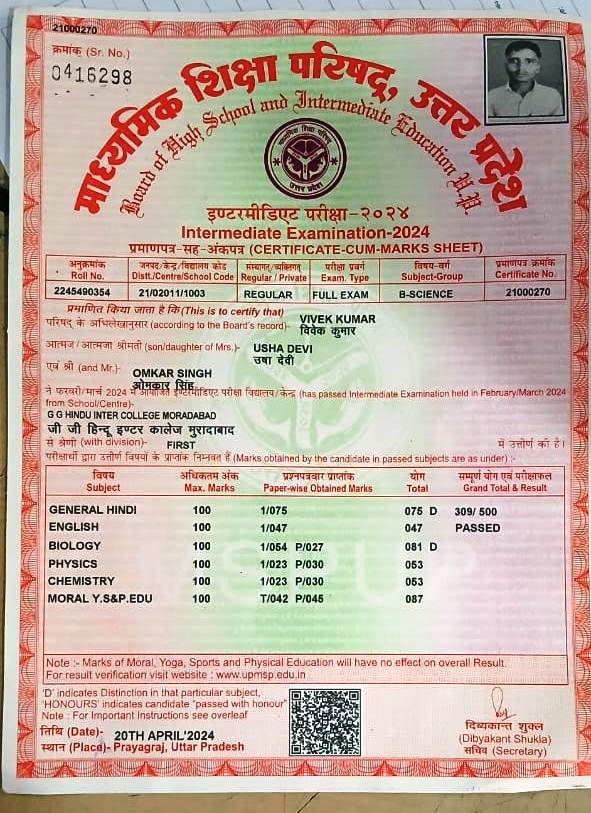 21000270
क्रमांक (Sr. No.)
0416298
माध्यमिक शिक्षा परिषद्, उत्तर प्रदेश
Board of High School and Intermediate Education U.P.
माध्यमिक शिक्षा परिषद्
उत्तर प्रदेश
इण्टरमीडिएट परीक्षा-२०२४
Intermediate Examination-2024
प्रमाणपत्र-सह-अंकपत्र (CERTIFICATE-CUM-MARKS SHEET)
अनुक्रमांक जनपद/केन्द्र/विद्यालय कोड संस्थागत/व्यक्तिगत परीक्षा प्रवर्ग विषय-वर्ग प्रमाणपत्र क्रमांक
Roll No. Distt./Centre/School Code Regular / Private Exam. Type Subject-Group Certificate No.
2245490354 21/02011/1003 REGULAR FULL EXAM B-SCIENCE 21000270
प्रमाणित किया जाता है कि (This is to certify that)
परिषद् के अभिलेखानुसार (according to the Board's record)- VIVEK KUMAR
विवेक कुमार
आत्मज / आत्मजा श्रीमती (son/daughter of Mrs.)- USHA DEVI
उषा देवी
एवं श्री (and Mr.)- OMKAR SINGH
ओमकार सिंह
ने फरवरी/मार्च 2024 में आयोजित इण्टरमीडिएट परीक्षा विद्यालय/केन्द्र (has passed Intermediate Examination held in February/March 2024
from School/Centre)-
G G HINDU INTER COLLEGE MORADABAD
जी जी हिन्दू इण्टर कालेज मुरादाबाद
से श्रेणी (with division)- FIRST में उत्तीर्ण की है।
परीक्षार्थी द्वारा उत्तीर्ण विषयों के प्राप्तांक निम्नवत हैं (Marks obtained by the candidate in passed subjects are as under) :-
विषय अधिकतम अंक प्रश्नपत्रवार प्राप्तांक योग सम्पूर्ण योग एवं परीक्षाफल
Subject Max. Marks Paper-wise Obtained Marks Total Grand Total & Result
GENERAL HINDI 100 1/075 075 D 309/ 500
ENGLISH 100 1/047 047 PASSED
BIOLOGY 100 1/054 P/027 081 D
PHYSICS 100 1/023 P/030 053
CHEMISTRY 100 1/023 P/030 053
MORAL Y.S&P.EDU 100 T/042 P/045 087
Note :- Marks of Moral, Yoga, Sports and Physical Education will have no effect on overall Result.
For result verification visit website : www.upmsp.edu.in
'D' indicates Distinction in that particular subject,
'HONOURS' indicates candidate "passed with honour"
Note : For Important Instructions see overleaf
तिथि (Date)- 20TH APRIL'2024
स्थान (Place)- Prayagraj, Uttar Pradesh
दिव्यकान्त शुक्ल
(Dibyakant Shukla)
सचिव (Secretary)